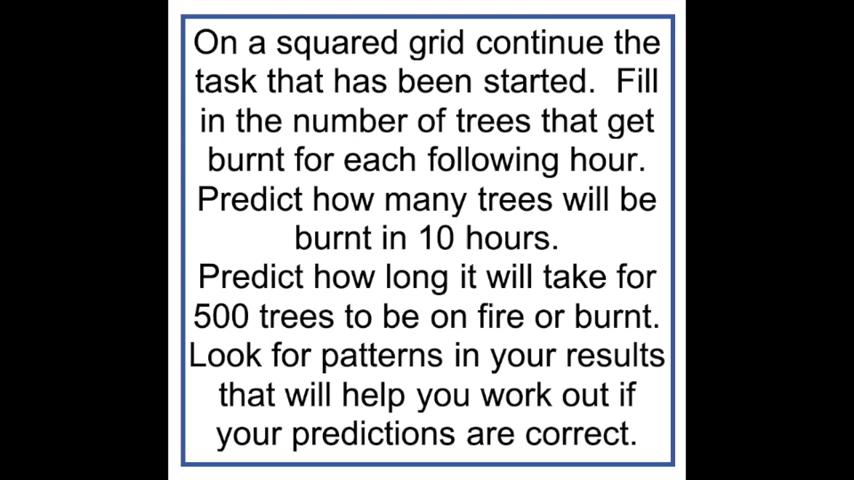 On a squared grid continue the
task that has been started.  Fill
in the number of trees that get
burnt for each following hour.
Predict how many trees will be
burnt in 10 hours.
Predict how long it will take for
500 trees to be on fire or burnt.
Look for patterns in your results
that will help you work out if
your predictions are correct.